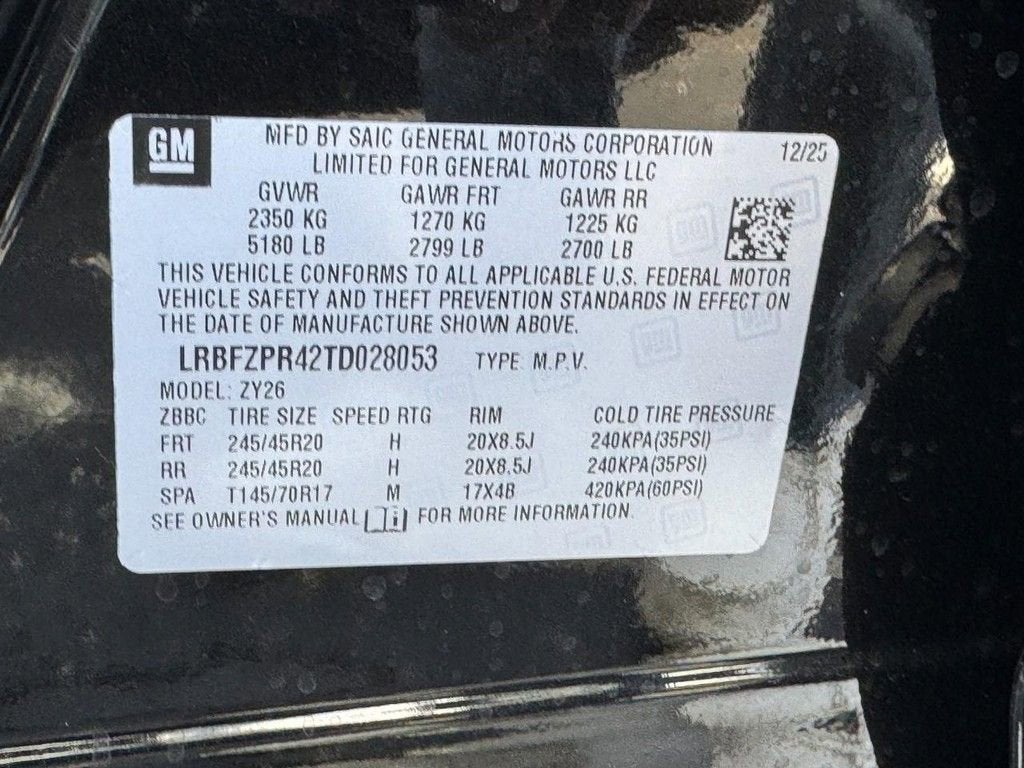 GM
MFD BY SAIC GENERAL MOTORS CORPORATION 12/25
LIMITED FOR GENERAL MOTORS LLC
GVWR GAWR FRT GAWR RR
2350 KG 1270 KG 1225 KG
5180 LB 2799 LB 2700 LB
THIS VEHICLE CONFORMS TO ALL APPLICABLE U.S. FEDERAL MOTOR
VEHICLE SAFETY AND THEFT PREVENTION STANDARDS IN EFFECT ON
THE DATE OF MANUFACTURE SHOWN ABOVE.
LRBFZPR42TD028053 TYPE M.P.V.
MODEL: ZY26
ZBBC TIRE SIZE SPEED RTG RIM COLD TIRE PRESSURE
FRT 245/45R20 H 20X8.5J 240KPA(35PSI)
RR 245/45R20 H 20X8.5J 240KPA(35PSI)
SPA T145/70R17 M 17X4B 420KPA(60PSI)
SEE OWNER'S MANUAL FOR MORE INFORMATION.